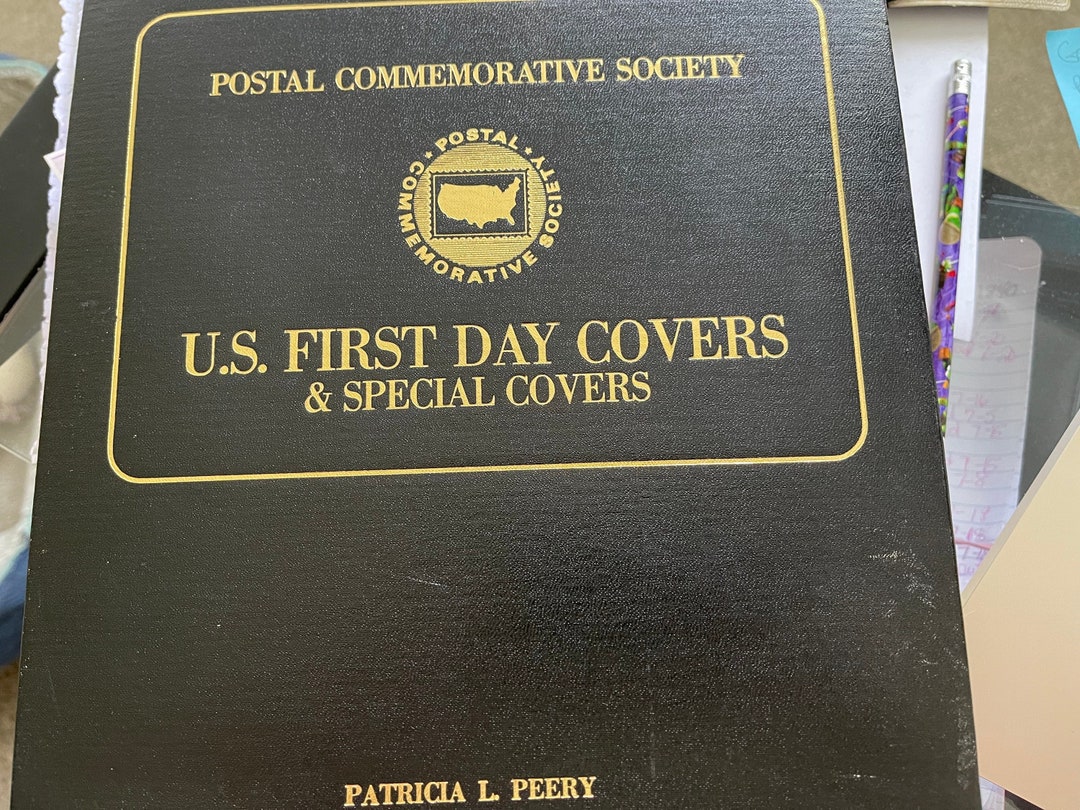 POSTAL COMMEMORATIVE SOCIETY
★ POSTAL ★
COMMEMORATIVE SOCIETY
U.S. FIRST DAY COVERS
& SPECIAL COVERS
PATRICIA L. PEERY